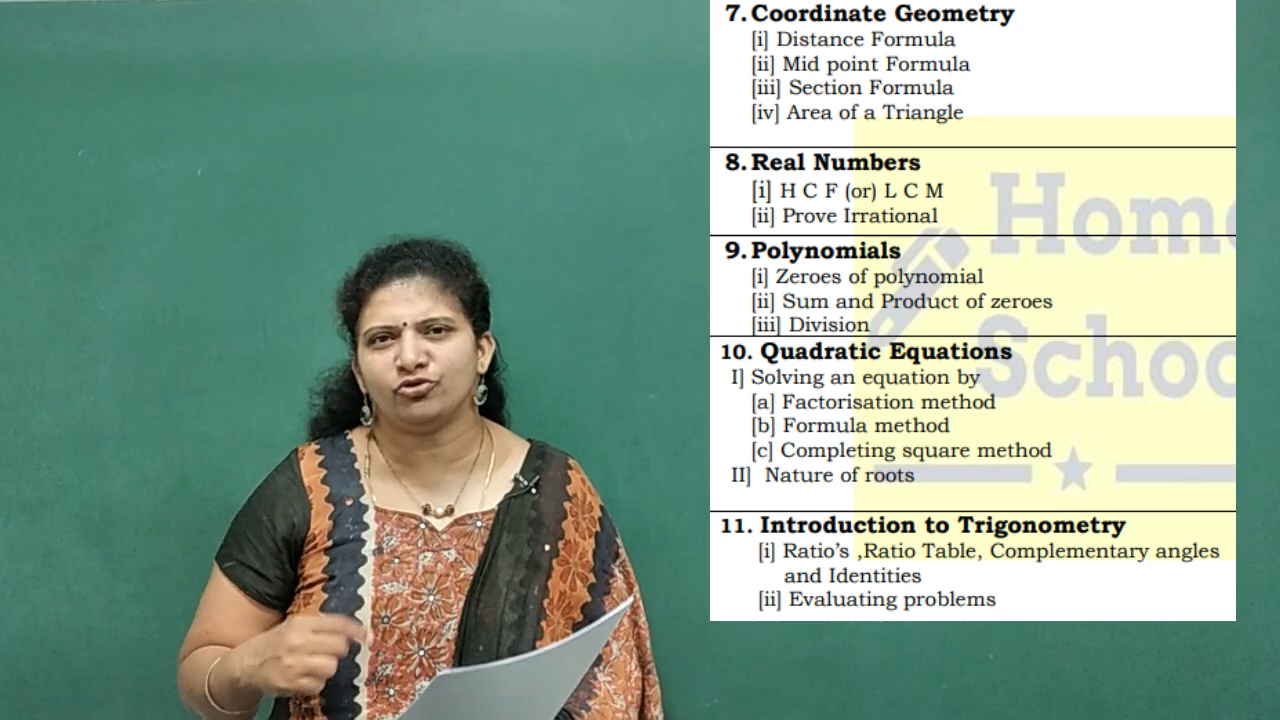 7. Coordinate Geometry
[i] Distance Formula
[ii] Mid point Formula
[iii] Section Formula
[iv] Area of a Triangle
8. Real Numbers
[i] H C F (or) L C M
[ii] Prove Irrational
9. Polynomials
[i] Zeroes of polynomial
[ii] Sum and Product of zeroes
[iii] Division
10. Quadratic Equations
I] Solving an equation by
[a] Factorisation method
[b] Formula method
[c] Completing square method
II] Nature of roots
11. Introduction to Trigonometry
[i] Ratio's ,Ratio Table, Complementary angles
and Identities
[ii] Evaluating problems
Home
Schoo